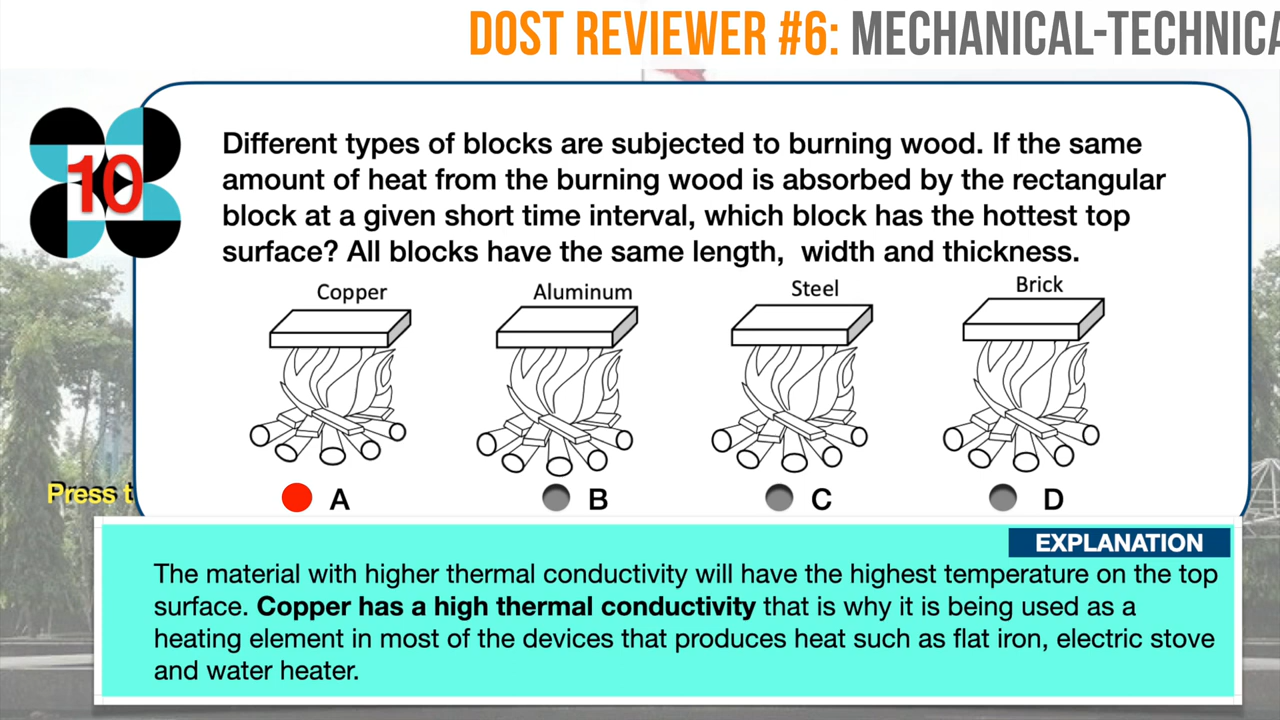 DOST REVIEWER #6: MECHANICAL-TECHNICA
10
Different types of blocks are subjected to burning wood. If the same
amount of heat from the burning wood is absorbed by the rectangular
block at a given short time interval, which block has the hottest top
surface? All blocks have the same length, width and thickness.
Copper
Aluminum
Steel
Brick
Press t
A
B
C
D
EXPLANATION
The material with higher thermal conductivity will have the highest temperature on the top
surface. Copper has a high thermal conductivity that is why it is being used as a
heating element in most of the devices that produces heat such as flat iron, electric stove
and water heater.